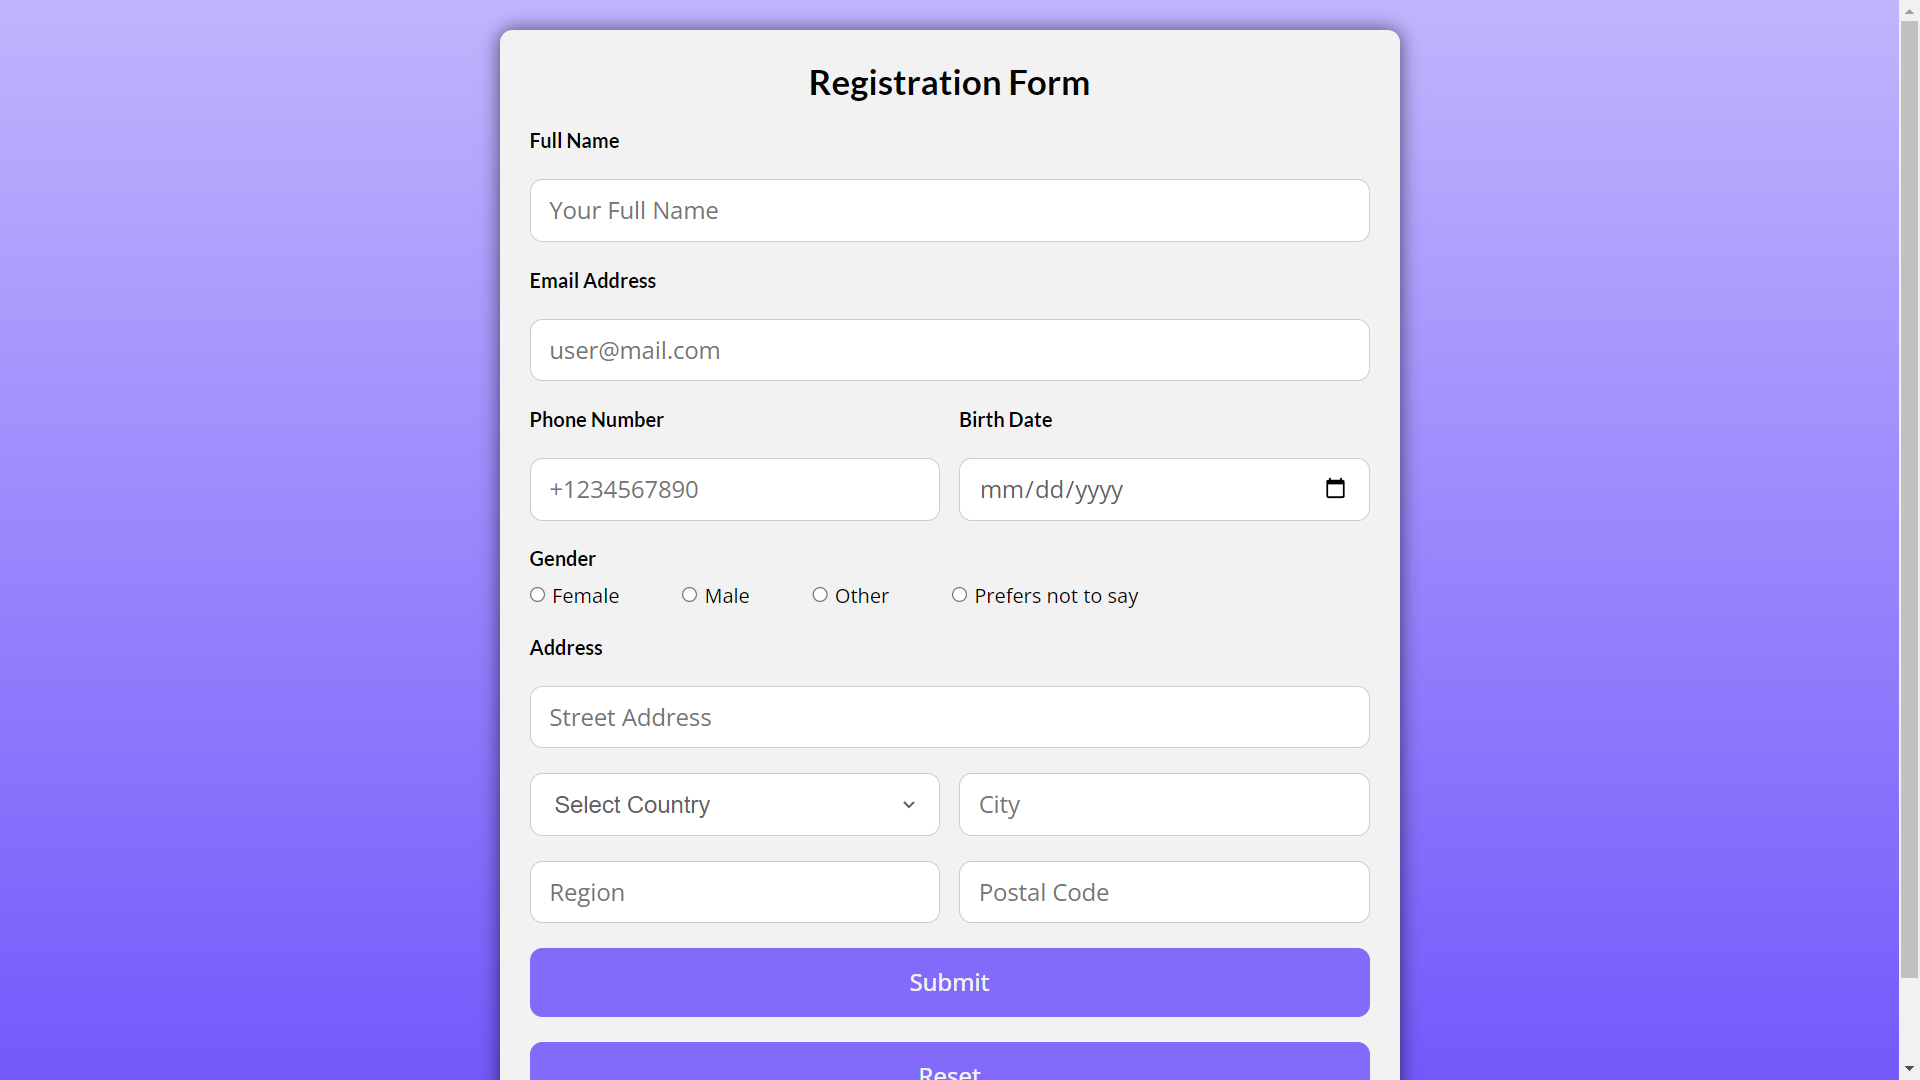 Registration Form
Full Name
Your Full Name
Email Address
user@mail.com
Phone Number Birth Date
+1234567890 mm/dd/yyyy
Gender
Female Male Other Prefers not to say
Address
Street Address
Select Country City
Region Postal Code
Submit
Reset